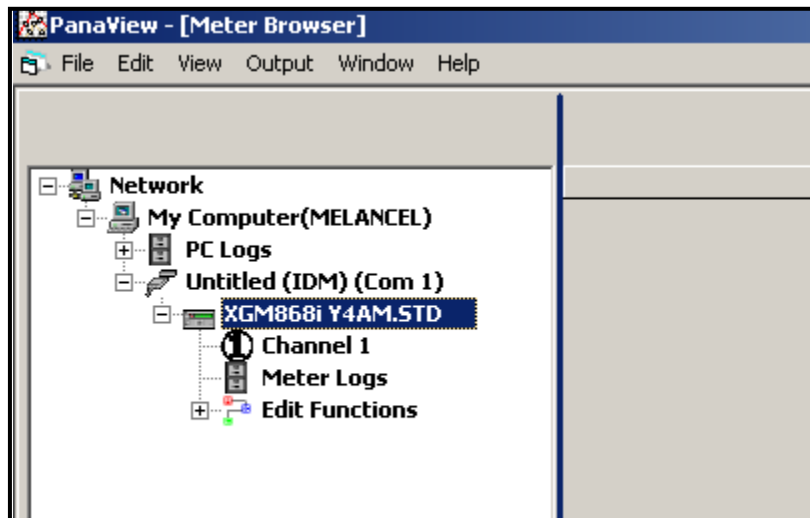 PanaView - [Meter Browser]
File Edit View Output Window Help
Network
My Computer(MELANCEL)
PC Logs
Untitled (IDM) (Com 1)
XGM868i Y4AM.STD
1 Channel 1
Meter Logs
Edit Functions